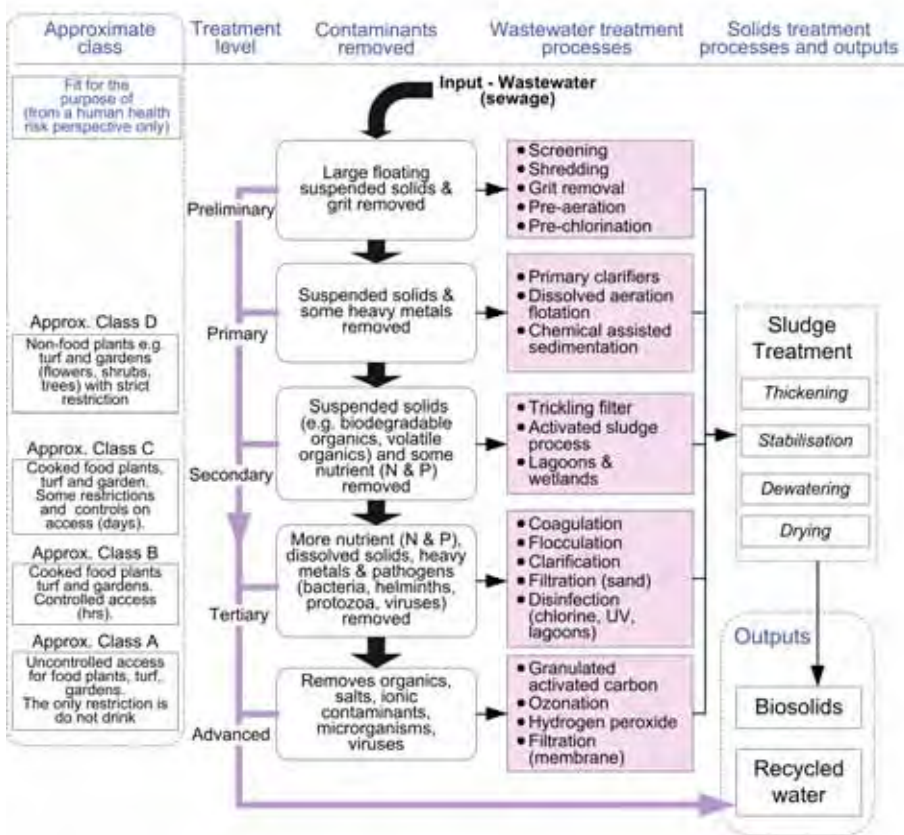 Approximate
class
Treatment
level
Contaminants
removed
Wastewater treatment
processes
Solids treatment
processes and outputs
Fit for the
purpose of
(from a human health
risk perspective only)
Input - Wastewater
(sewage)
Preliminary
Large floating
suspended solids &
grit removed
● Screening
● Shredding
● Grit removal
● Pre-aeration
● Pre-chlorination
Primary
Suspended solids &
some heavy metals
removed
● Primary clarifiers
● Dissolved aeration
flotation
● Chemical assisted
sedimentation
Approx. Class D
Non-food plants e.g.
turf and gardens
(flowers, shrubs,
trees) with strict
restriction
Secondary
Suspended solids
(e.g. biodegradable
organics, volatile
organics) and some
nutrient (N & P)
removed
● Trickling filter
● Activated sludge
process
● Lagoons &
wetlands
Approx. Class C
Cooked food plants,
turf and garden.
Some restrictions
and controls on
access (days).
Approx. Class B
Cooked food plants
turf and gardens.
Controlled access
(hrs).
Tertiary
More nutrient (N & P),
dissolved solids, heavy
metals & pathogens
(bacteria, helminths,
protozoa, viruses)
removed
● Coagulation
● Flocculation
● Clarification
● Filtration (sand)
● Disinfection
(chlorine, UV,
lagoons)
Approx. Class A
Uncontrolled access
for food plants, turf,
gardens.
The only restriction is
do not drink
Advanced
Removes organics,
salts, ionic
contaminants,
microrganisms,
viruses
● Granulated
activated carbon
● Ozonation
● Hydrogen peroxide
● Filtration
(membrane)
Sludge
Treatment
Thickening
Stabilisation
Dewatering
Drying
Outputs
Biosolids
Recycled
water